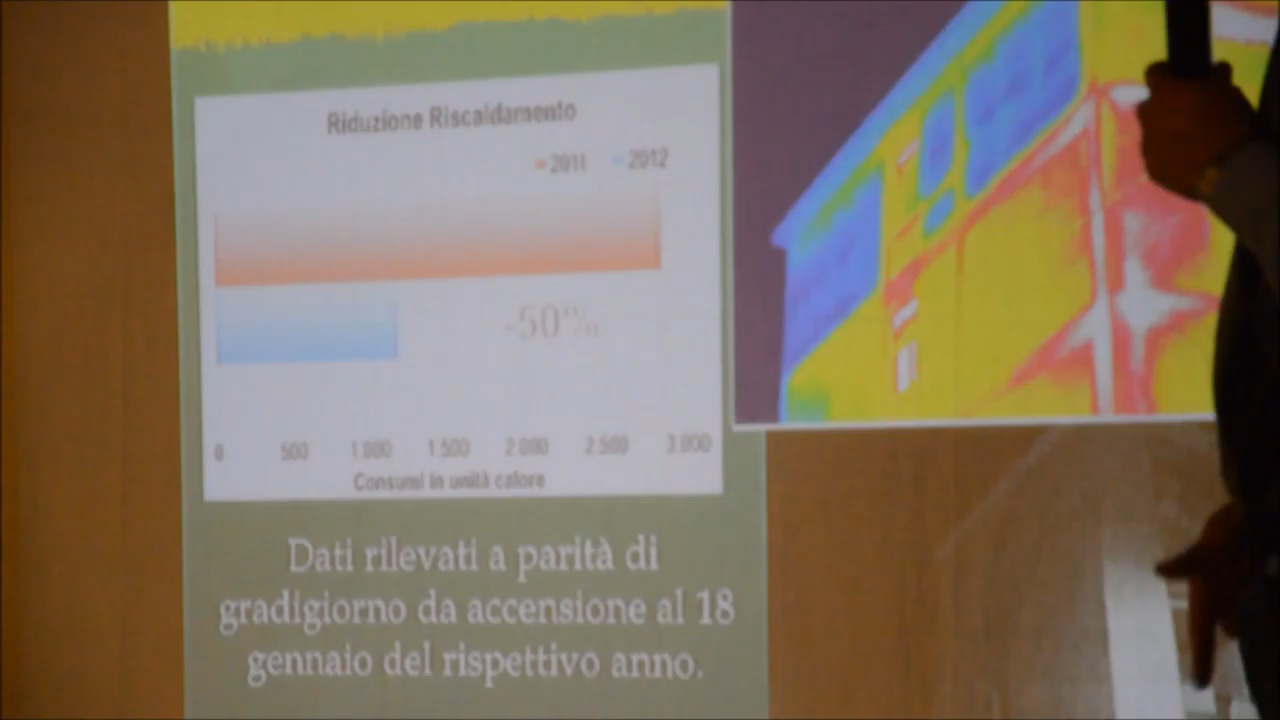 Riduzione Riscaldamento
2011 2012
-50%
0 500 1.000 1.500 2.000 2.500 3.000
Consumi in unità calore
Dati rilevati a parità di
gradigiorno da accensione al 18
gennaio del rispettivo anno.